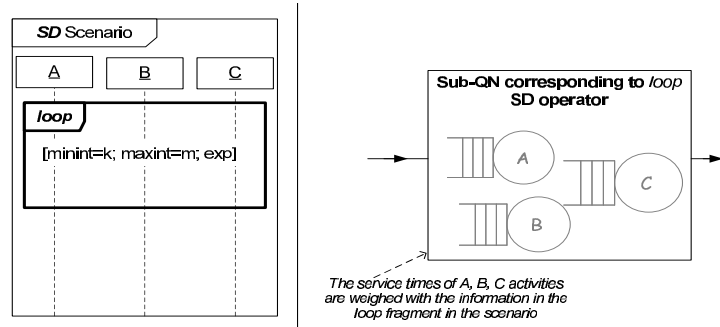 SD Scenario
A
B
C
loop
[minint=k; maxint=m; exp]
Sub-QN corresponding to loop
SD operator
A
C
B
The service times of A, B, C activities
are weighed with the information in the
loop fragment in the scenario